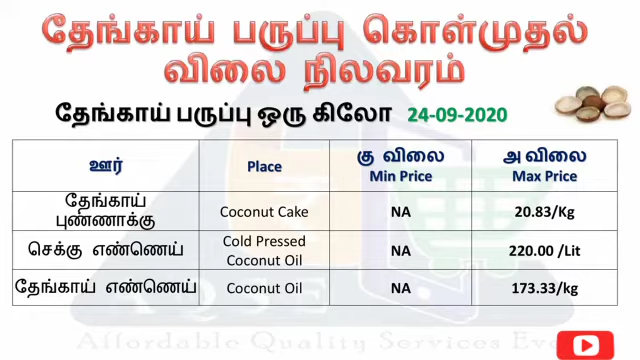 தேங்காய் பருப்பு கொள்முதல்
விலை நிலவரம்
தேங்காய் பருப்பு ஒரு கிலோ 24-09-2020
ஊர் Place கு விலை Min Price அ விலை Max Price
தேங்காய் புண்ணாக்கு Coconut Cake NA 20.83/Kg
செக்கு எண்ணெய் Cold Pressed Coconut Oil NA 220.00 /Lit
தேங்காய் எண்ணெய் Coconut Oil NA 173.33/kg
Affordable Quality Services Eve